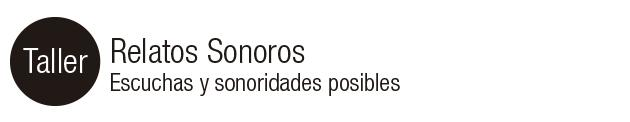 Taller
Relatos Sonoros
Escuchas y sonoridades posibles